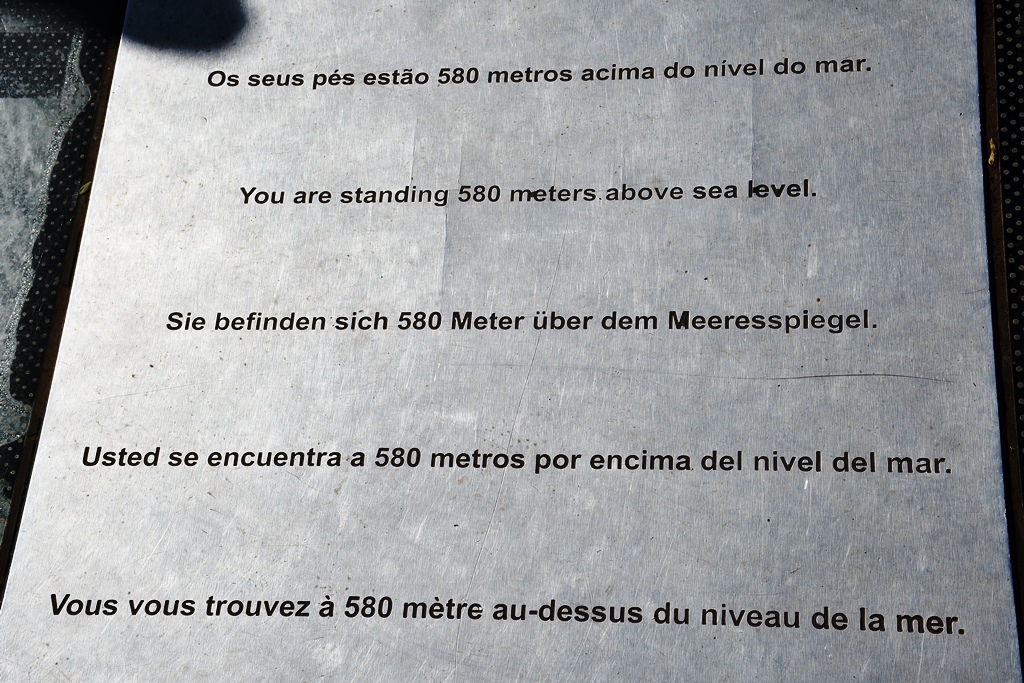 Os seus pés estão 580 metros acima do nível do mar.
You are standing 580 meters above sea level.
Sie befinden sich 580 Meter über dem Meeresspiegel.
Usted se encuentra a 580 metros por encima del nivel del mar.
Vous vous trouvez à 580 mètre au-dessus du niveau de la mer.